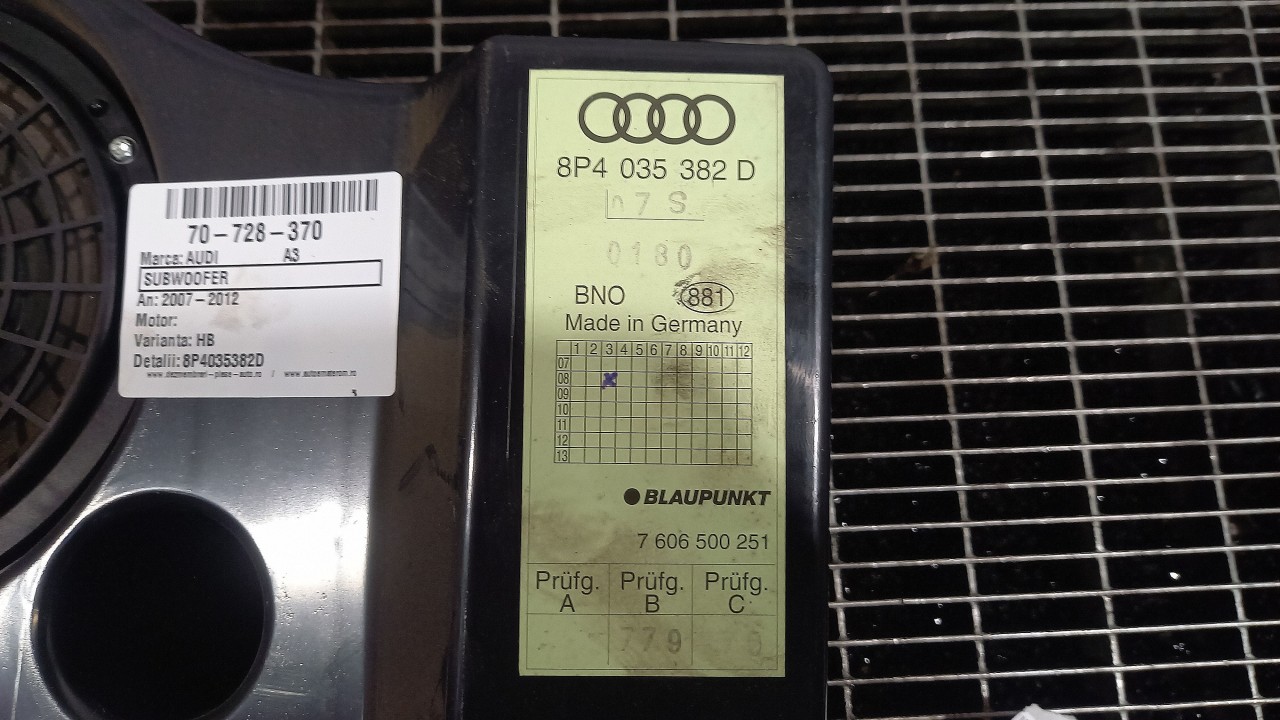 70-728-370
Marca: AUDI A3
SUBWOOFER
An: 2007-2012
Motor:
Varianta: HB
Detalii: 8P4035382D
8P4 035 382 D
07S
0180
BNO 881
Made in Germany
1 2 3 4 5 6 7 8 9 10 11 12
07
08
09
10
11
12
13
BLAUPUNKT
7 606 500 251
Prüfg. Prüfg. Prüfg.
A B C
779